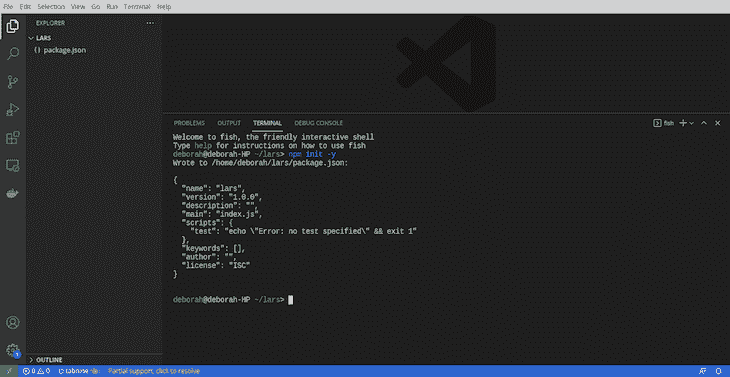 File Edit Selection View Go Run Terminal Help
EXPLORER ...
LARS
{} package.json
PROBLEMS OUTPUT TERMINAL DEBUG CONSOLE
fish
Welcome to fish, the friendly interactive shell
Type help for instructions on how to use fish
deborah@deborah-HP ~/lars> npm init -y
Wrote to /home/deborah/lars/package.json:
{
"name": "lars",
"version": "1.0.0",
"description": "",
"main": "index.js",
"scripts": {
"test": "echo \"Error: no test specified\" && exit 1"
},
"keywords": [],
"author": "",
"license": "ISC"
}
deborah@deborah-HP ~/lars>
1
OUTLINE
0 0 tabnine Partial support, click to resolve